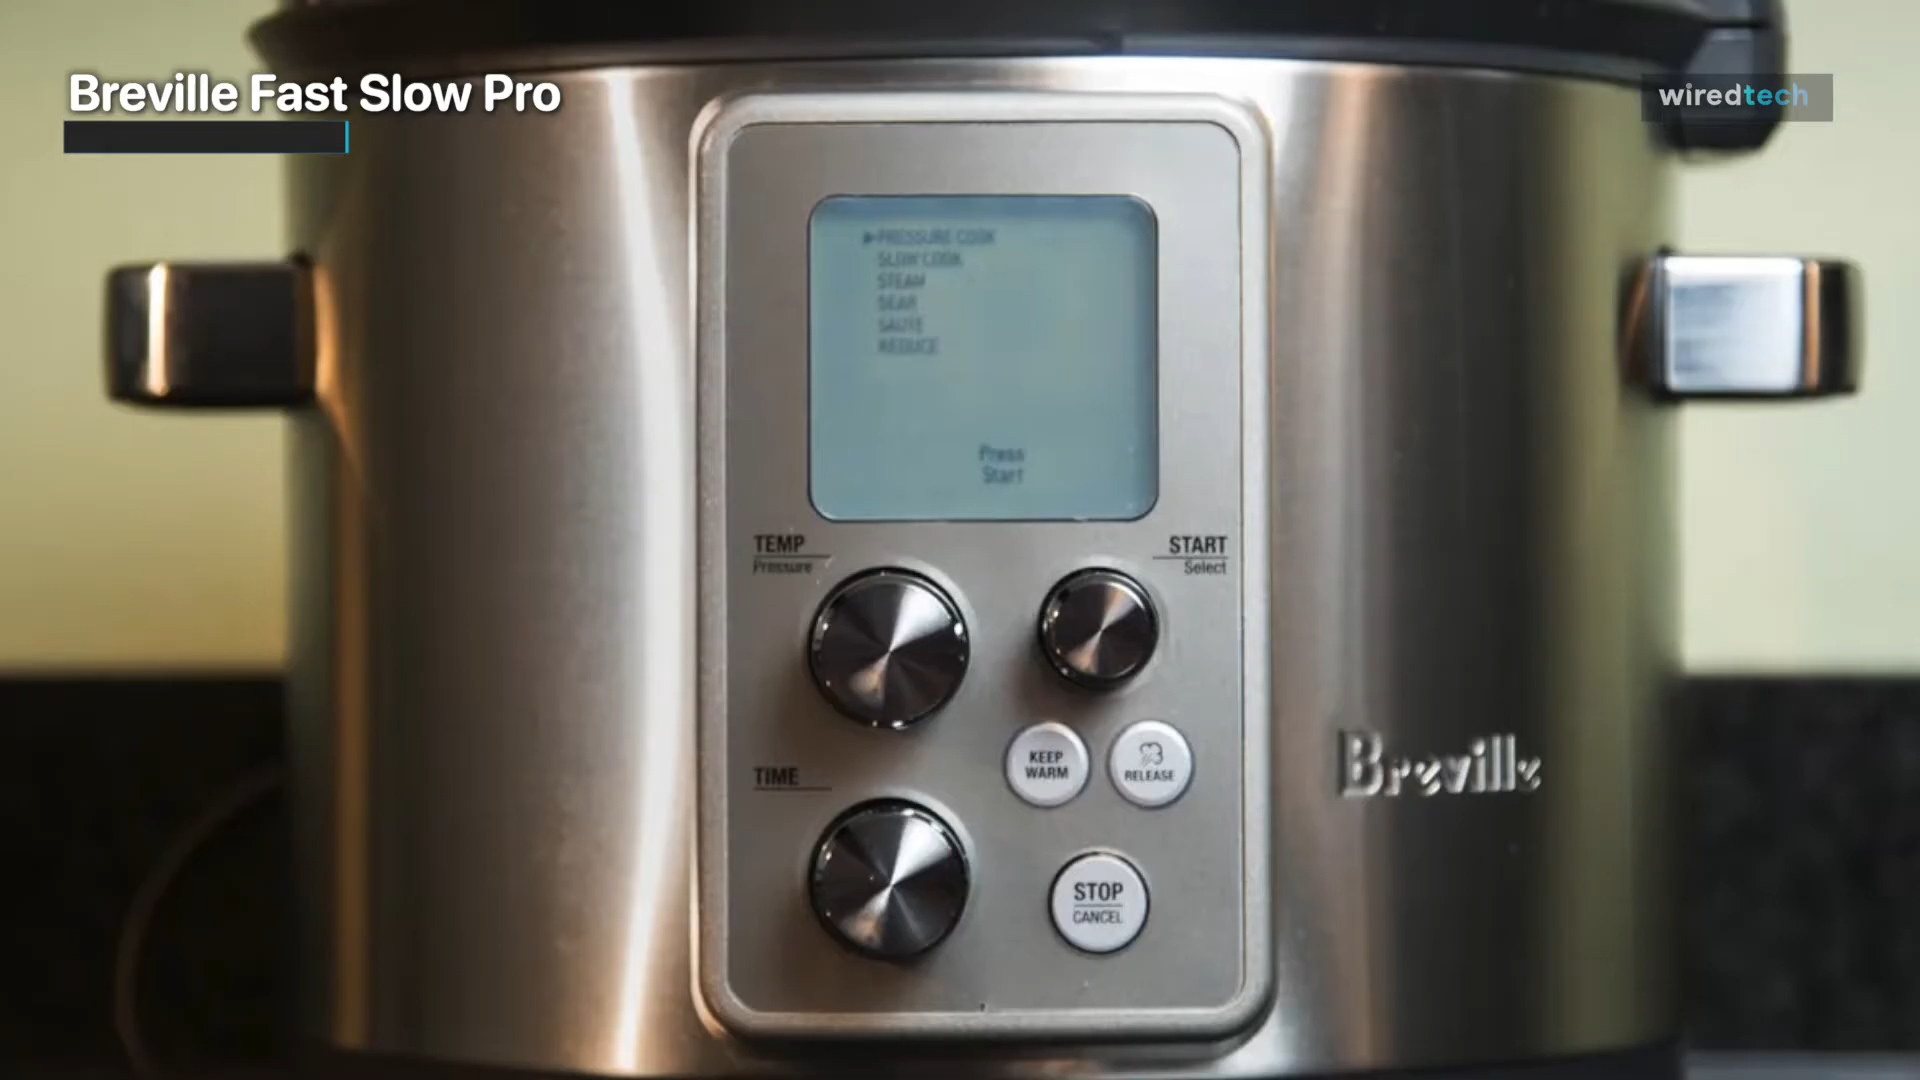 Breville Fast Slow Pro
wiredtech
PRESSURE COOK
SLOW COOK
STEAM
SEAR
SAUTE
REDUCE
Press
Start
TEMP
Pressure
START
Select
KEEP
WARM
RELEASE
TIME
STOP
CANCEL
Breville